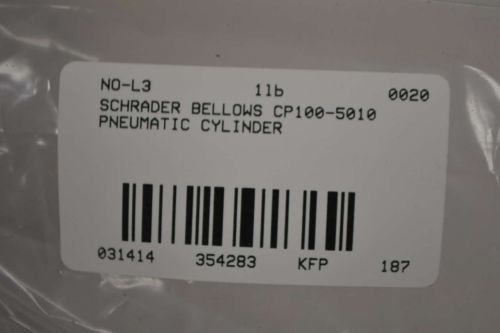 NO-L3 1lb 0020
SCHRADER BELLOWS CP100-5010
PNEUMATIC CYLINDER
031414 354283 KFP 187